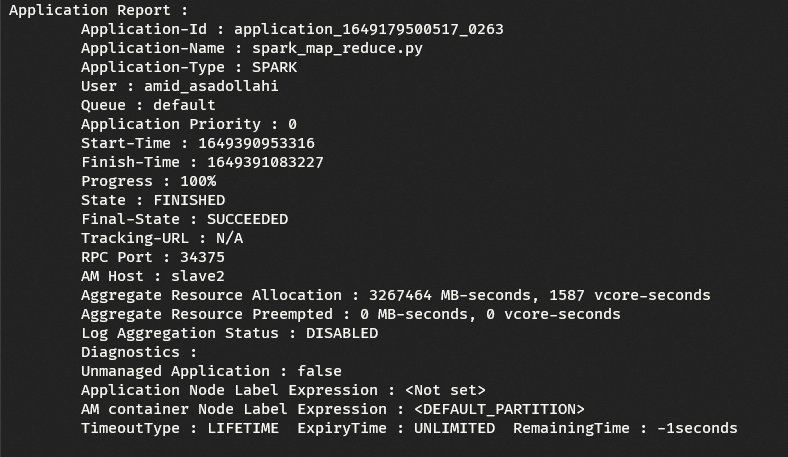 Application Report :
Application-Id : application_1649179500517_0263
Application-Name : spark_map_reduce.py
Application-Type : SPARK
User : amid_asadollahi
Queue : default
Application Priority : 0
Start-Time : 1649390953316
Finish-Time : 1649391083227
Progress : 100%
State : FINISHED
Final-State : SUCCEEDED
Tracking-URL : N/A
RPC Port : 34375
AM Host : slave2
Aggregate Resource Allocation : 3267464 MB-seconds, 1587 vcore-seconds
Aggregate Resource Preempted : 0 MB-seconds, 0 vcore-seconds
Log Aggregation Status : DISABLED
Diagnostics :
Unmanaged Application : false
Application Node Label Expression : <Not set>
AM container Node Label Expression : <DEFAULT_PARTITION>
TimeoutType : LIFETIME  ExpiryTime : UNLIMITED  RemainingTime : -1seconds